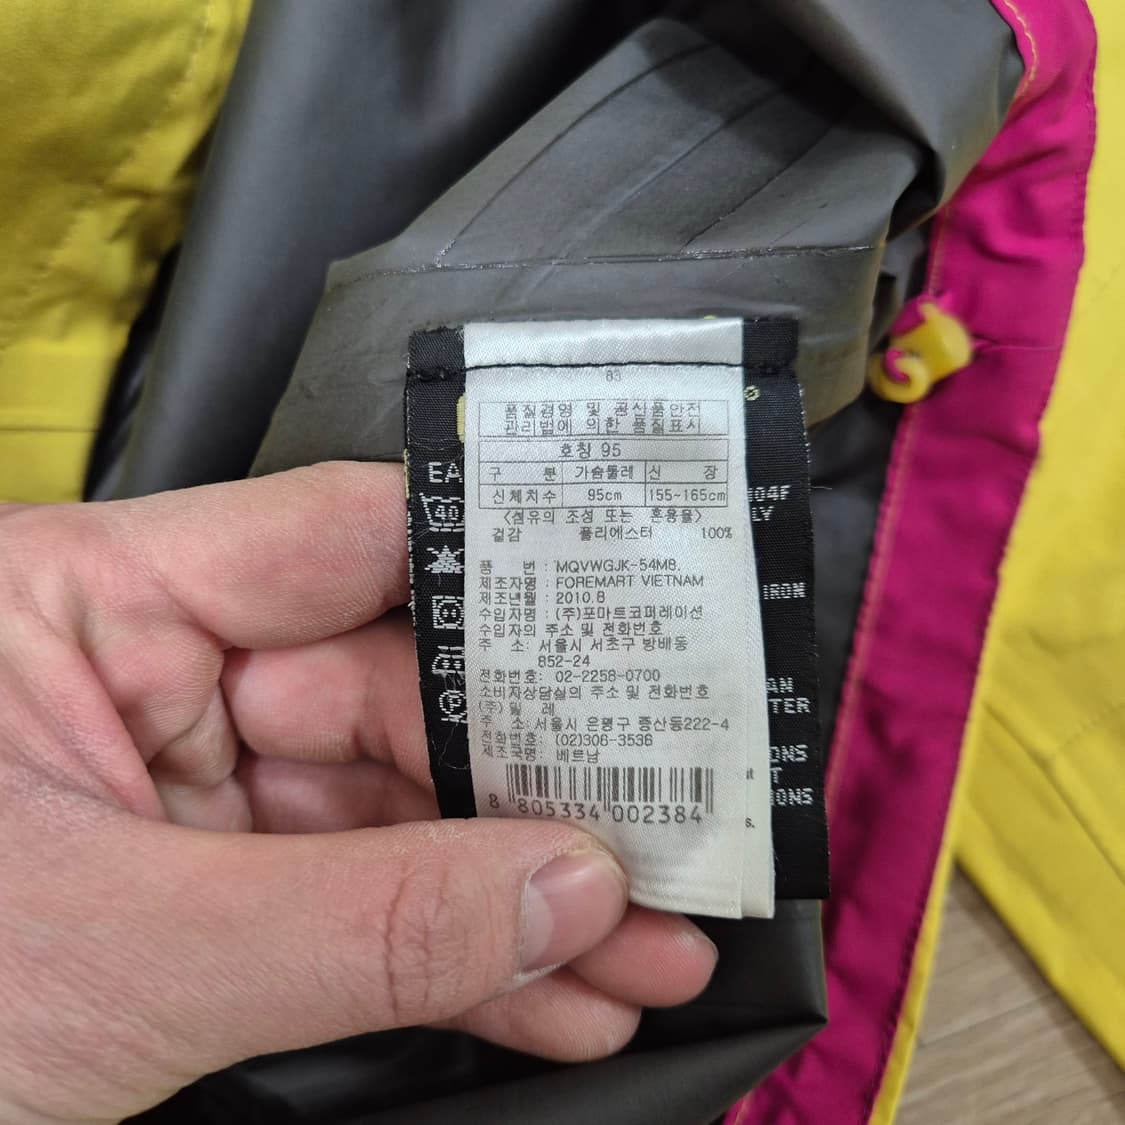 83
품질경영 및 공산품안전
관리법에 의한 품질표시
호칭 95
구 분 가슴둘레 신 장
신체치수 95cm 155~165cm
<섬유의 조성 또는 혼용율>
겉감 폴리에스터 100%
품 번 : MQVWGJK-54M8.
제조자명 : FOREMART VIETNAM
제조년월 : 2010.8
수입자명 : (주)포마트코퍼레이션
수입자의 주소 및 전화번호
주 소: 서울시 서초구 방배동
852-24
전화번호: 02-2258-0700
소비자상담실의 주소 및 전화번호
(주)밀 레
주 소:서울시 은평구 증산동222-4
전화번호: (02)306-3536
제조국명: 베트남
8 805334 002384
EA
40
P
04F
LY
IRON
AN
TER
ONS
T
IONS
s.